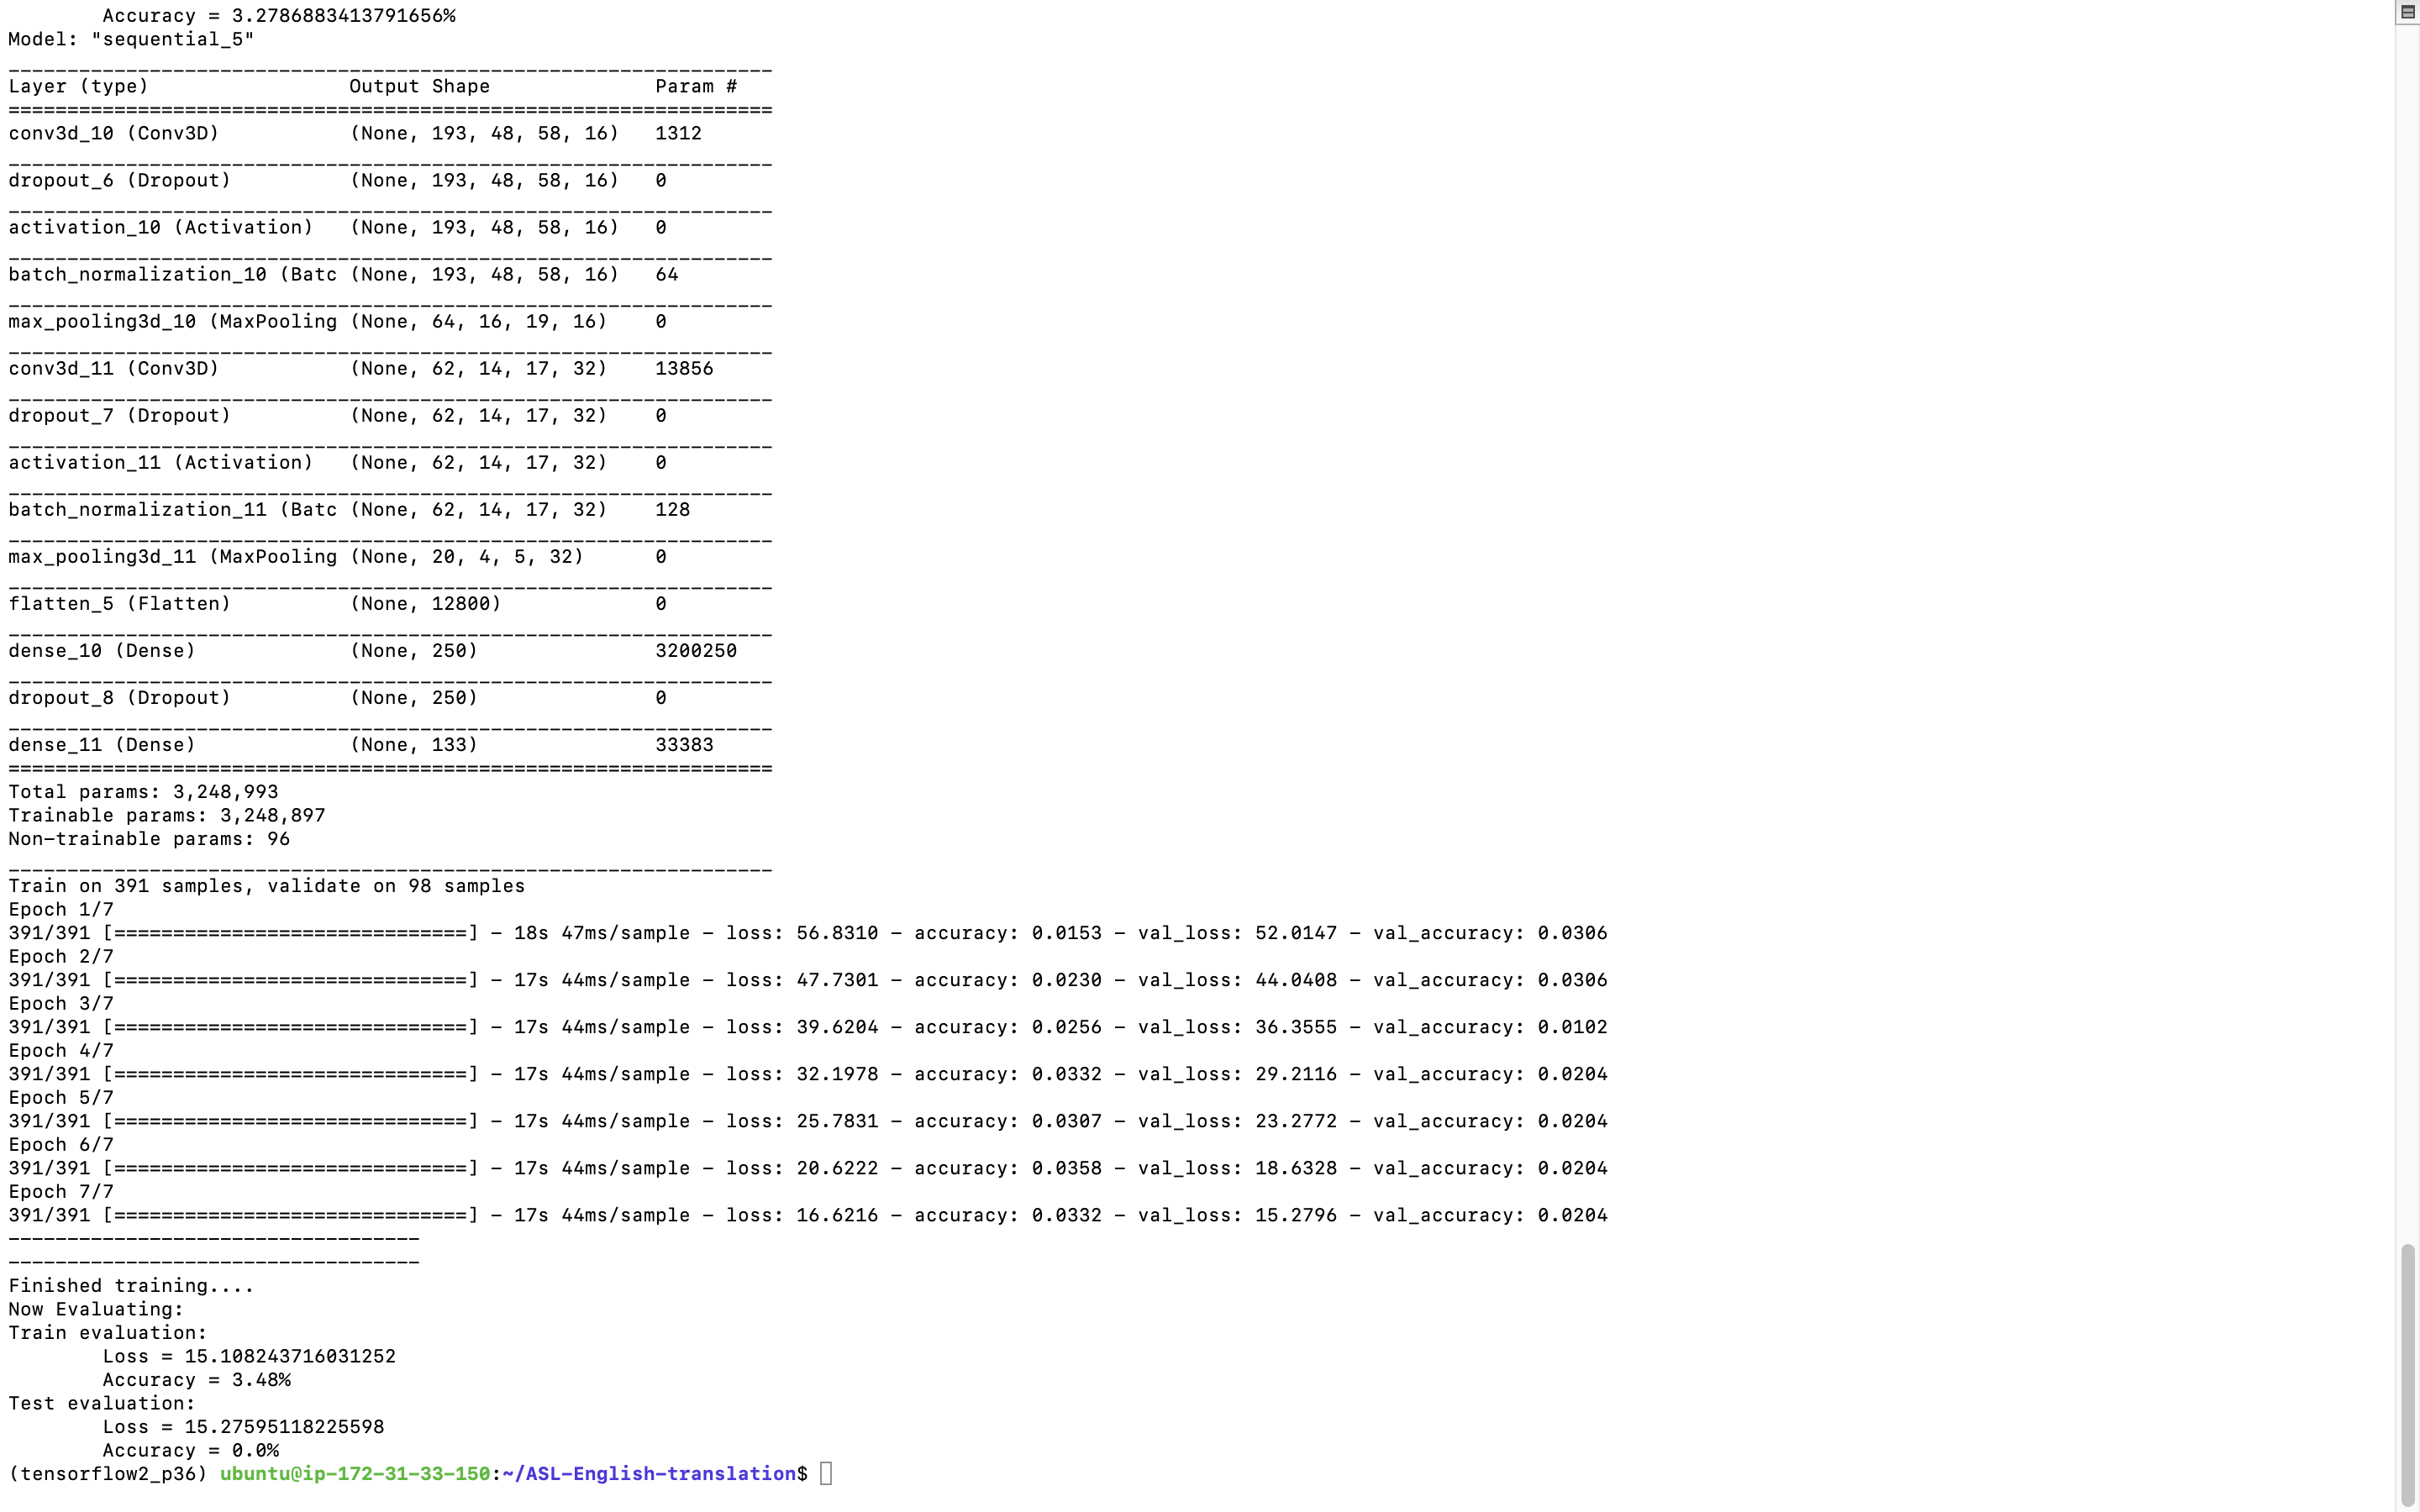 Accuracy = 3.2786883413791656%
Model: "sequential_5"
_________________________________________________________________
Layer (type)                 Output Shape              Param #
=================================================================
conv3d_10 (Conv3D)           (None, 193, 48, 58, 16)   1312
_________________________________________________________________
dropout_6 (Dropout)          (None, 193, 48, 58, 16)   0
_________________________________________________________________
activation_10 (Activation)   (None, 193, 48, 58, 16)   0
_________________________________________________________________
batch_normalization_10 (Batc (None, 193, 48, 58, 16)   64
_________________________________________________________________
max_pooling3d_10 (MaxPooling (None, 64, 16, 19, 16)    0
_________________________________________________________________
conv3d_11 (Conv3D)           (None, 62, 14, 17, 32)    13856
_________________________________________________________________
dropout_7 (Dropout)          (None, 62, 14, 17, 32)    0
_________________________________________________________________
activation_11 (Activation)   (None, 62, 14, 17, 32)    0
_________________________________________________________________
batch_normalization_11 (Batc (None, 62, 14, 17, 32)    128
_________________________________________________________________
max_pooling3d_11 (MaxPooling (None, 20, 4, 5, 32)      0
_________________________________________________________________
flatten_5 (Flatten)          (None, 12800)             0
_________________________________________________________________
dense_10 (Dense)             (None, 250)               3200250
_________________________________________________________________
dropout_8 (Dropout)          (None, 250)               0
_________________________________________________________________
dense_11 (Dense)             (None, 133)               33383
=================================================================
Total params: 3,248,993
Trainable params: 3,248,897
Non-trainable params: 96
_________________________________________________________________
Train on 391 samples, validate on 98 samples
Epoch 1/7
391/391 [==============================] - 18s 47ms/sample - loss: 56.8310 - accuracy: 0.0153 - val_loss: 52.0147 - val_accuracy: 0.0306
Epoch 2/7
391/391 [==============================] - 17s 44ms/sample - loss: 47.7301 - accuracy: 0.0230 - val_loss: 44.0408 - val_accuracy: 0.0306
Epoch 3/7
391/391 [==============================] - 17s 44ms/sample - loss: 39.6204 - accuracy: 0.0256 - val_loss: 36.3555 - val_accuracy: 0.0102
Epoch 4/7
391/391 [==============================] - 17s 44ms/sample - loss: 32.1978 - accuracy: 0.0332 - val_loss: 29.2116 - val_accuracy: 0.0204
Epoch 5/7
391/391 [==============================] - 17s 44ms/sample - loss: 25.7831 - accuracy: 0.0307 - val_loss: 23.2772 - val_accuracy: 0.0204
Epoch 6/7
391/391 [==============================] - 17s 44ms/sample - loss: 20.6222 - accuracy: 0.0358 - val_loss: 18.6328 - val_accuracy: 0.0204
Epoch 7/7
391/391 [==============================] - 17s 44ms/sample - loss: 16.6216 - accuracy: 0.0332 - val_loss: 15.2796 - val_accuracy: 0.0204
-----------------------------------
-----------------------------------
Finished training....
Now Evaluating:
Train evaluation:
        Loss = 15.108243716031252
        Accuracy = 3.48%
Test evaluation:
        Loss = 15.27595118225598
        Accuracy = 0.0%
(tensorflow2_p36) ubuntu@ip-172-31-33-150:~/ASL-English-translation$